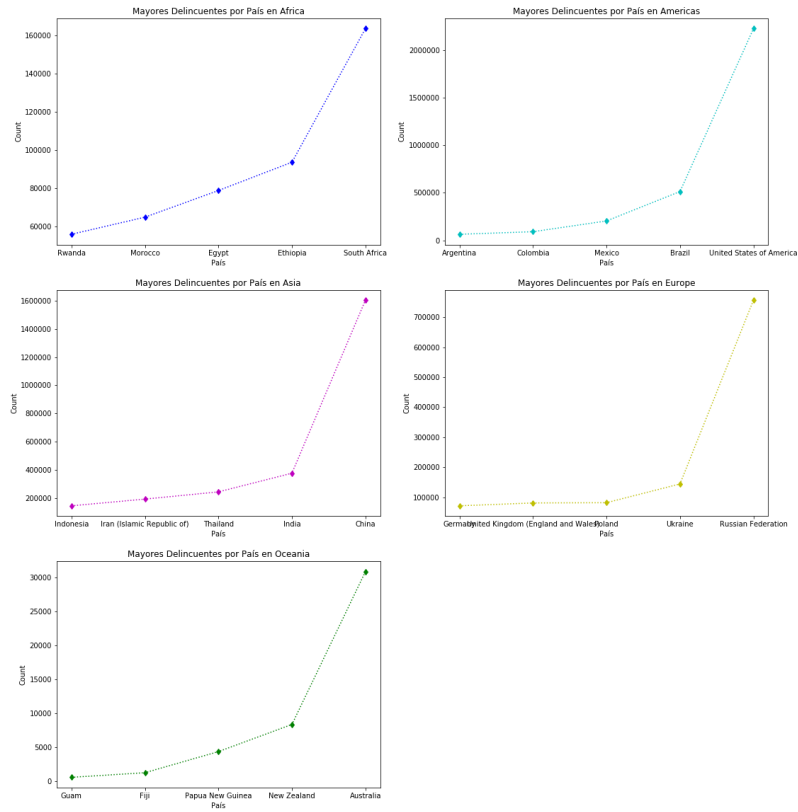 Mayores Delincuentes por País en Africa
160000
140000
120000
100000
80000
60000
Count
Rwanda Morocco Egypt Ethiopia South Africa
País
Mayores Delincuentes por País en Americas
2000000
1500000
1000000
500000
0
Count
Argentina Colombia Mexico Brazil United States of America
País
Mayores Delincuentes por País en Asia
1600000
1400000
1200000
1000000
800000
600000
400000
200000
Count
Indonesia Iran (Islamic Republic of) Thailand India China
País
Mayores Delincuentes por País en Europe
700000
600000
500000
400000
300000
200000
100000
Count
Germany United Kingdom (England and Wales) Poland Ukraine Russian Federation
País
Mayores Delincuentes por País en Oceania
30000
25000
20000
15000
10000
5000
0
Count
Guam Fiji Papua New Guinea New Zealand Australia
País